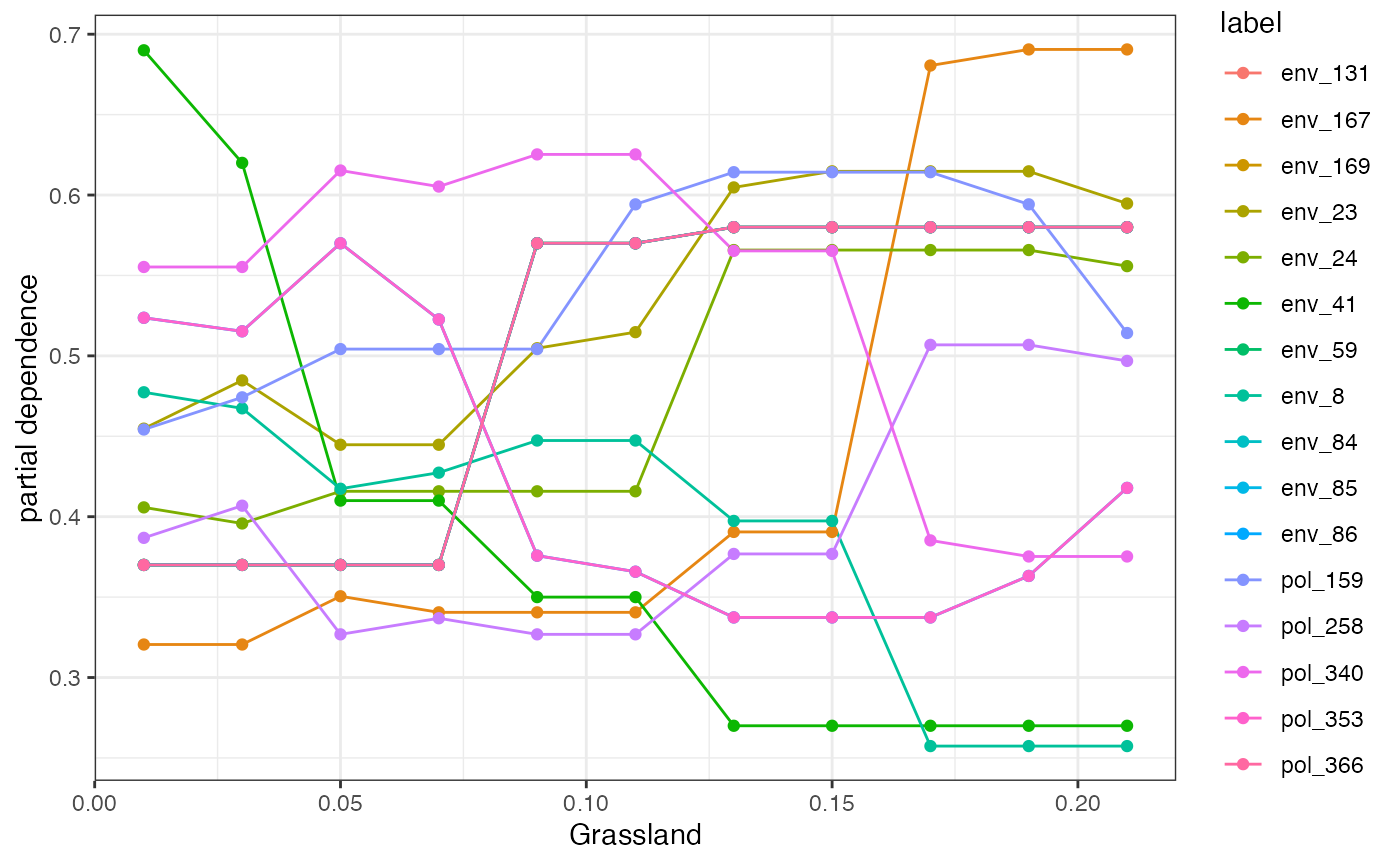 label
env_131
env_167
env_169
env_23
env_24
env_41
env_59
env_8
env_84
env_85
env_86
pol_159
pol_258
pol_340
pol_353
pol_366
partial dependence
0.7
0.6
0.5
0.4
0.3
0.00 0.05 0.10 0.15 0.20
Grassland